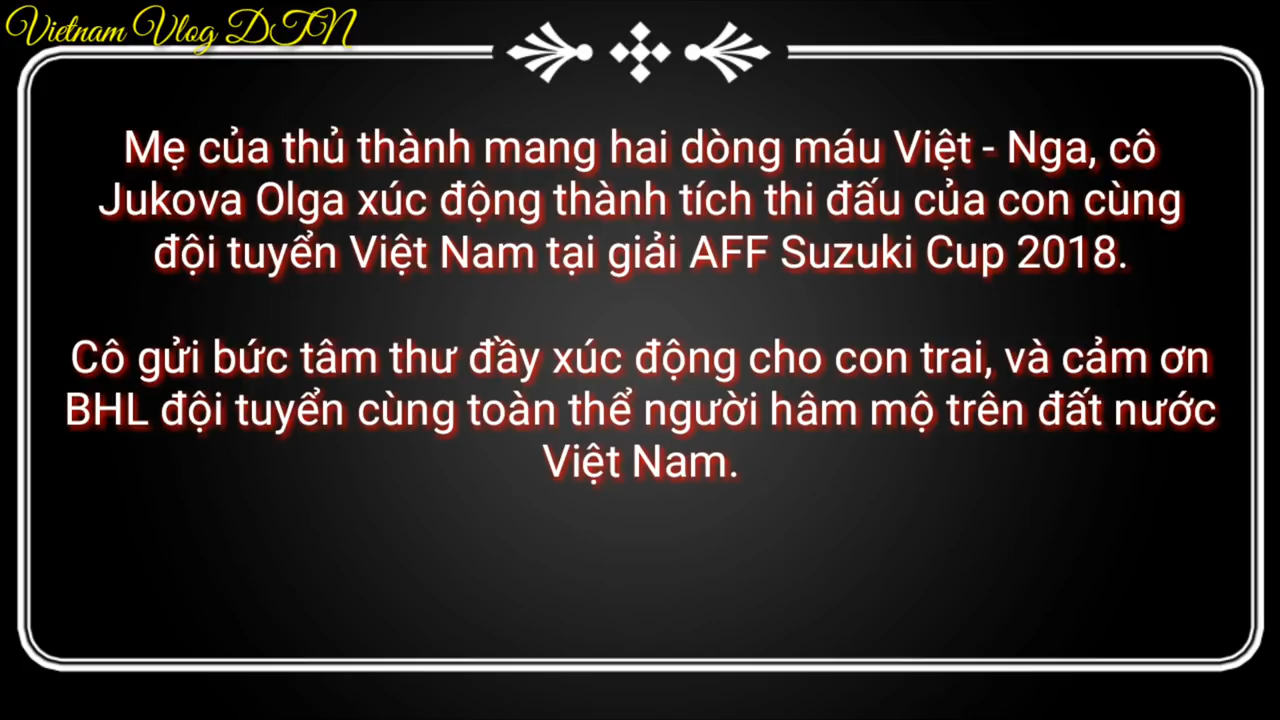 Vietnam Vlog DTN
Mẹ của thủ thành mang hai dòng máu Việt - Nga, cô
Jukova Olga xúc động thành tích thi đấu của con cùng
đội tuyển Việt Nam tại giải AFF Suzuki Cup 2018.
Cô gửi bức tâm thư đầy xúc động cho con trai, và cảm ơn
BHL đội tuyển cùng toàn thể người hâm mộ trên đất nước
Việt Nam.